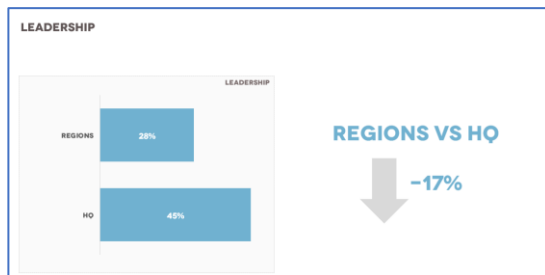 LEADERSHIP
LEADERSHIP
REGIONS
28%
HQ
45%
REGIONS VS HQ
-17%